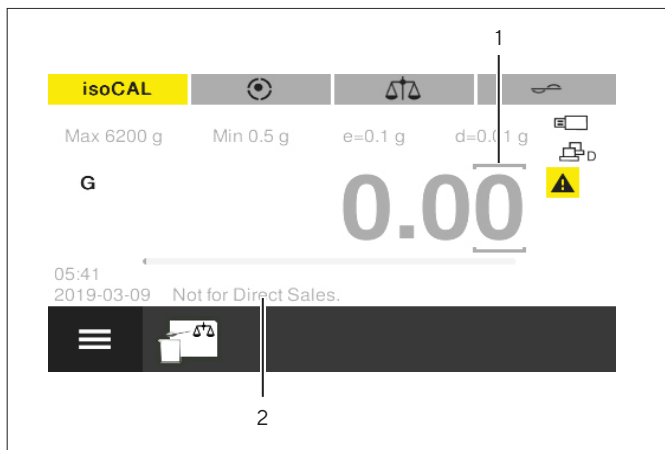 1
isoCAL
Max 6200 g Min 0.5 g e=0.1 g d=0.01 g
D
G 0.00
05:41
2019-03-09 Not for Direct Sales.
2